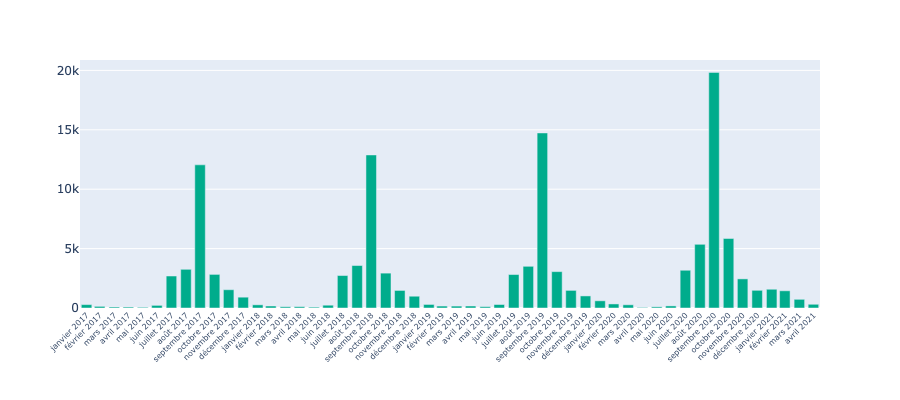 20k
15k
10k
5k
0
janvier 2017
février 2017
mars 2017
avril 2017
mai 2017
juin 2017
juillet 2017
août 2017
septembre 2017
octobre 2017
novembre 2017
décembre 2017
janvier 2018
février 2018
mars 2018
avril 2018
mai 2018
juin 2018
juillet 2018
août 2018
septembre 2018
octobre 2018
novembre 2018
décembre 2018
janvier 2019
février 2019
mars 2019
avril 2019
mai 2019
juin 2019
juillet 2019
août 2019
septembre 2019
octobre 2019
novembre 2019
décembre 2019
janvier 2020
février 2020
mars 2020
avril 2020
mai 2020
juin 2020
juillet 2020
août 2020
septembre 2020
octobre 2020
novembre 2020
décembre 2020
janvier 2021
février 2021
mars 2021
avril 2021